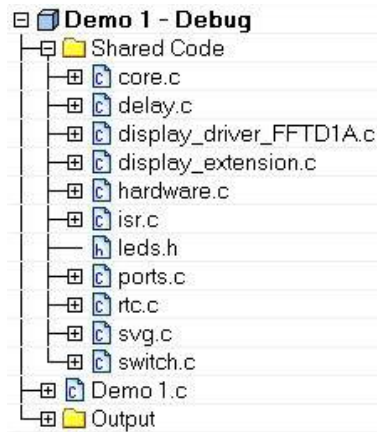 Demo 1 - Debug
Shared Code
core.c
delay.c
display_driver_FFTD1A.c
display_extension.c
hardware.c
isr.c
leds.h
ports.c
rtc.c
svg.c
switch.c
Demo 1.c
Output